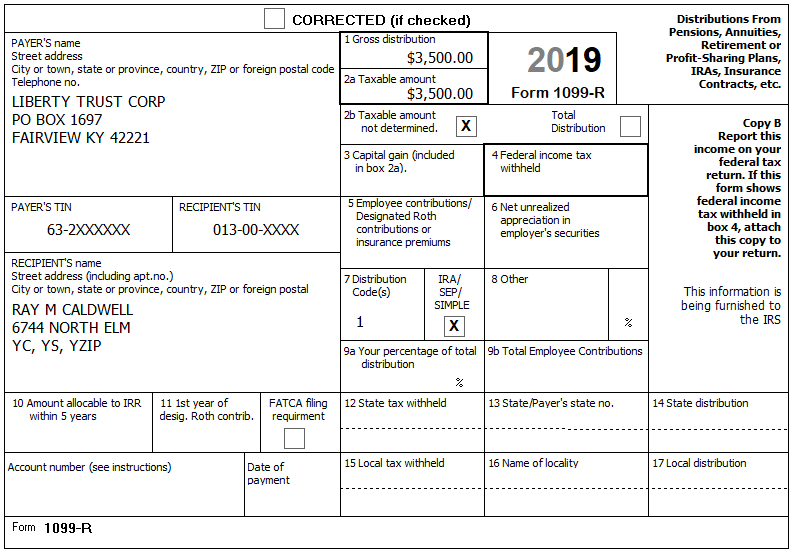 CORRECTED (if checked)
PAYER'S name
Street address
City or town, state or province, country, ZIP or foreign postal code
Telephone no.
LIBERTY TRUST CORP
PO BOX 1697
FAIRVIEW KY 42221
1 Gross distribution
$3,500.00
2a Taxable amount
$3,500.00
2019
Form 1099-R
Distributions From
Pensions, Annuities,
Retirement or
Profit-Sharing Plans,
IRAs, Insurance
Contracts, etc.
2b Taxable amount
not determined.
X
Total
Distribution
Copy B
Report this
income on your
federal tax
return. If this
form shows
federal income
tax withheld in
box 4, attach
this copy to
your return.
This information is
being furnished to
the IRS
3 Capital gain (included
in box 2a).
4 Federal income tax
withheld
PAYER'S TIN
63-2XXXXXX
RECIPIENT'S TIN
013-00-XXXX
5 Employee contributions/
Designated Roth
contributions or
insurance premiums
6 Net unrealized
appreciation in
employer's securities
RECIPIENT'S name
Street address (including apt.no.)
City or town, state or province, country, ZIP or foreign postal
RAY M CALDWELL
6744 NORTH ELM
YC, YS, YZIP
7 Distribution
Code(s)
1
IRA/
SEP/
SIMPLE
X
8 Other
%
9a Your percentage of total
distribution
%
9b Total Employee Contributions
10 Amount allocable to IRR
within 5 years
11 1st year of
desig. Roth contrib.
FATCA filing
requirment
12 State tax withheld
13 State/Payer's state no.
14 State distribution
Account number (see instructions)
Date of
payment
15 Local tax withheld
16 Name of locality
17 Local distribution
Form 1099-R